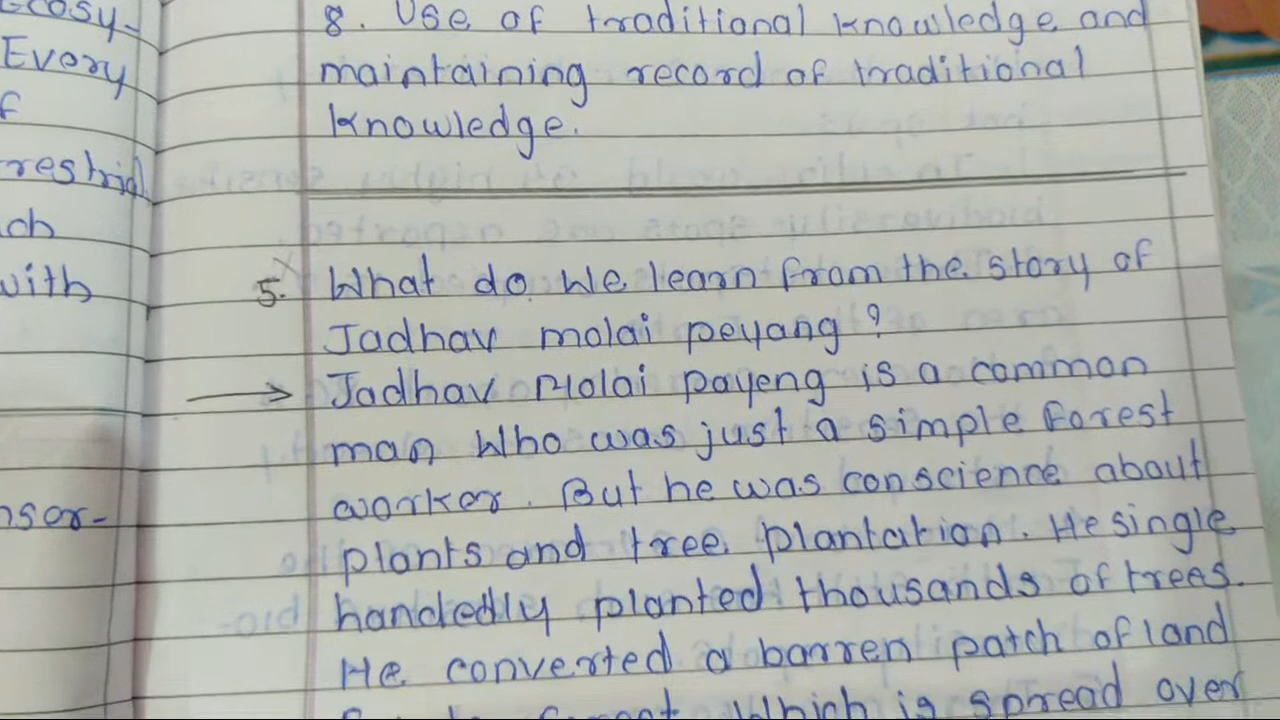 Ecosy-
Every
f
restrial
ch
with
nsor-
8. Use of traditional knowledge and
maintaining record of traditional
knowledge.
5. What do we learn from the story of
Jadhav molai peyang?
→ Jadhav Molai payeng is a common
man who was just a simple forest
worker. But he was conscience about
plants and tree plantation. He single
handedly planted thousands of trees.
He converted a barren patch of land
which is spread over